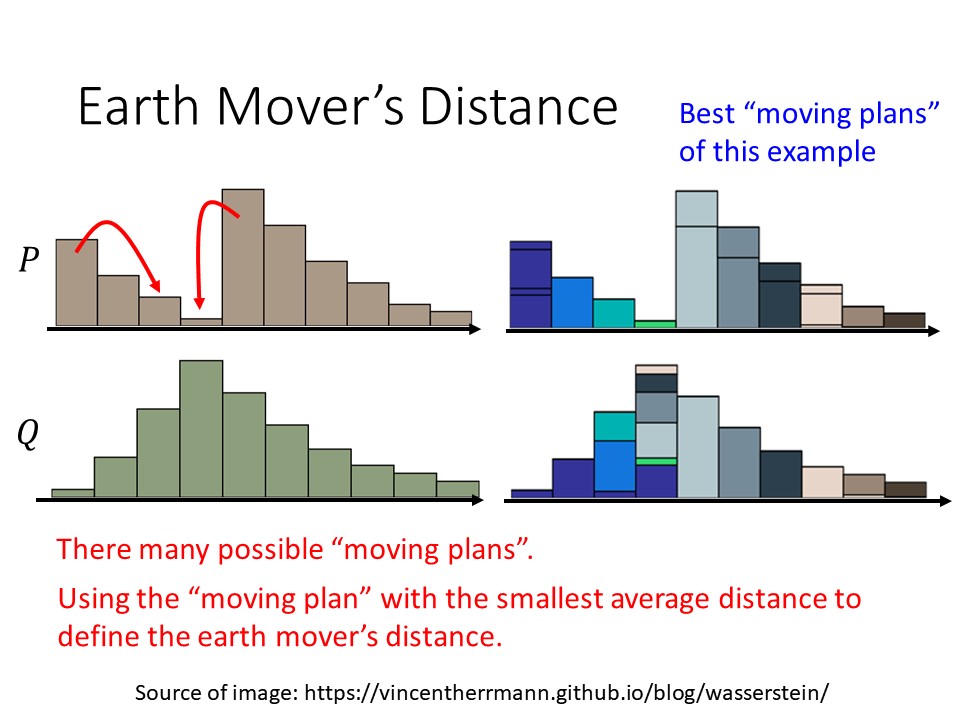 Earth Mover’s Distance
Best “moving plans”
of this example
P
Q
There many possible “moving plans”.
Using the “moving plan” with the smallest average distance to
define the earth mover’s distance.
Source of image: https://vincentherrmann.github.io/blog/wasserstein/